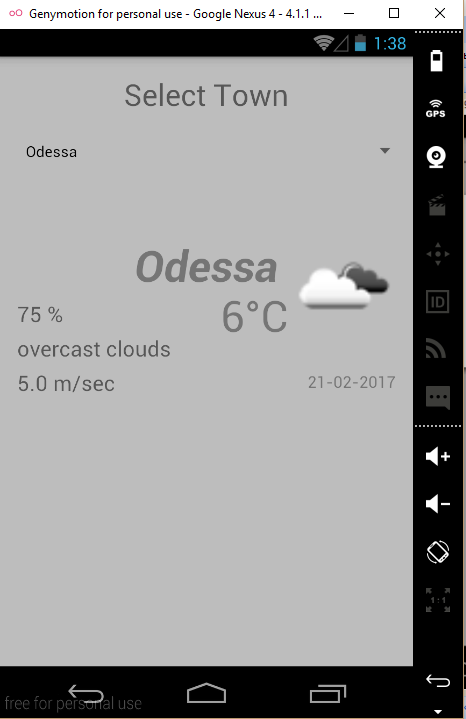 Genymotion for personal use - Google Nexus 4 - 4.1.1 ...
1:38
GPS
Select Town
Odessa
Odessa
6°C
75 %
overcast clouds
5.0 m/sec
21-02-2017
ID
1:1
free for personal use